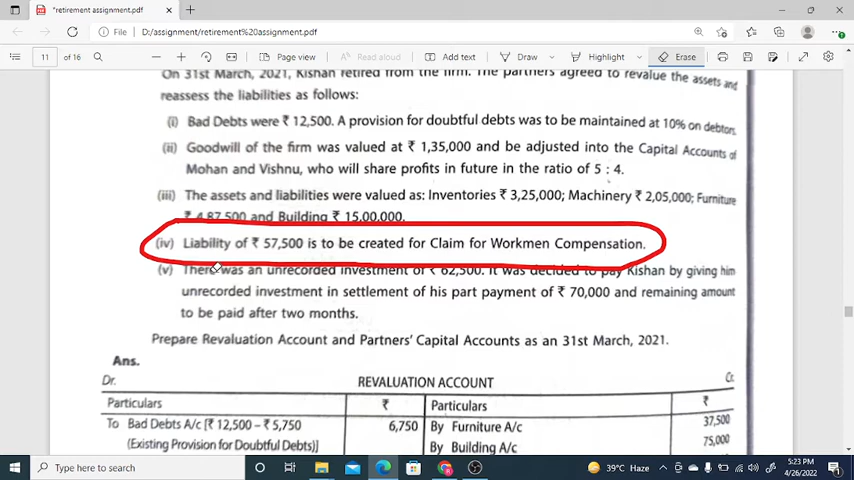 *retirement assignment.pdf
File
D:/assignment/retirement%20assignment.pdf
11 of 16
Page view
Read aloud
Add text
Draw
Highlight
Erase
On 31st March, 2021, Kishan retired from the firm. The partners agreed to revalue the assets and
reassess the liabilities as follows:
(i) Bad Debts were ₹ 12,500. A provision for doubtful debts was to be maintained at 10% on debtors.
(ii) Goodwill of the firm was valued at ₹ 1,35,000 and be adjusted into the Capital Accounts of
Mohan and Vishnu, who will share profits in future in the ratio of 5 : 4.
(iii) The assets and liabilities were valued as: Inventories ₹ 3,25,000; Machinery ₹ 2,05,000; Furniture
₹ 4,87,500 and Building ₹ 15,00,000.
(iv) Liability of ₹ 57,500 is to be created for Claim for Workmen Compensation.
(v) There was an unrecorded investment of ₹ 62,500. It was decided to pay Kishan by giving him
unrecorded investment in settlement of his part payment of ₹ 70,000 and remaining amount
to be paid after two months.
Prepare Revaluation Account and Partners' Capital Accounts as on 31st March, 2021.
Ans.
Dr. REVALUATION ACCOUNT Cr.
Particulars ₹ Particulars ₹
To Bad Debts A/c [₹ 12,500 – ₹ 5,750 6,750 By Furniture A/c 37,500
(Existing Provision for Doubtful Debts)] By Building A/c 75,000
Type here to search
39°C Haze
5:23 PM
4/26/2022